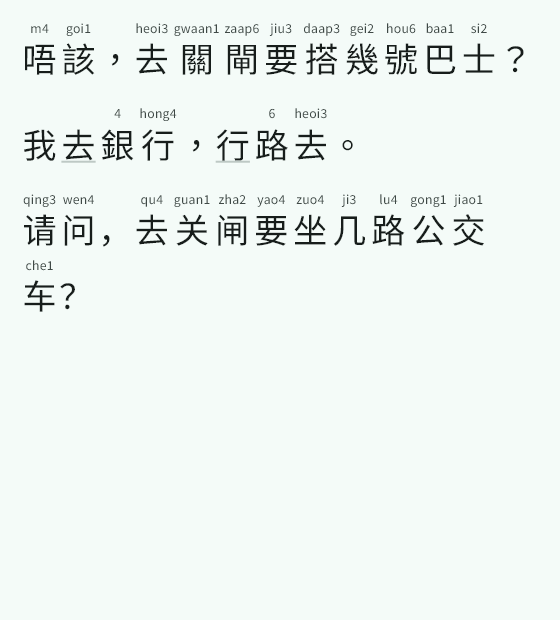 m4 goi1 heoi3 gwaan1 zaap6 jiu3 daap3 gei2 hou6 baa1 si2
唔該，去關閘要搭幾號巴士？
4 hong4 6 heoi3
我去銀行，行路去。
qing3 wen4 qu4 guan1 zha2 yao4 zuo4 ji3 lu4 gong1 jiao1
请问，去关闸要坐几路公交
che1
车？